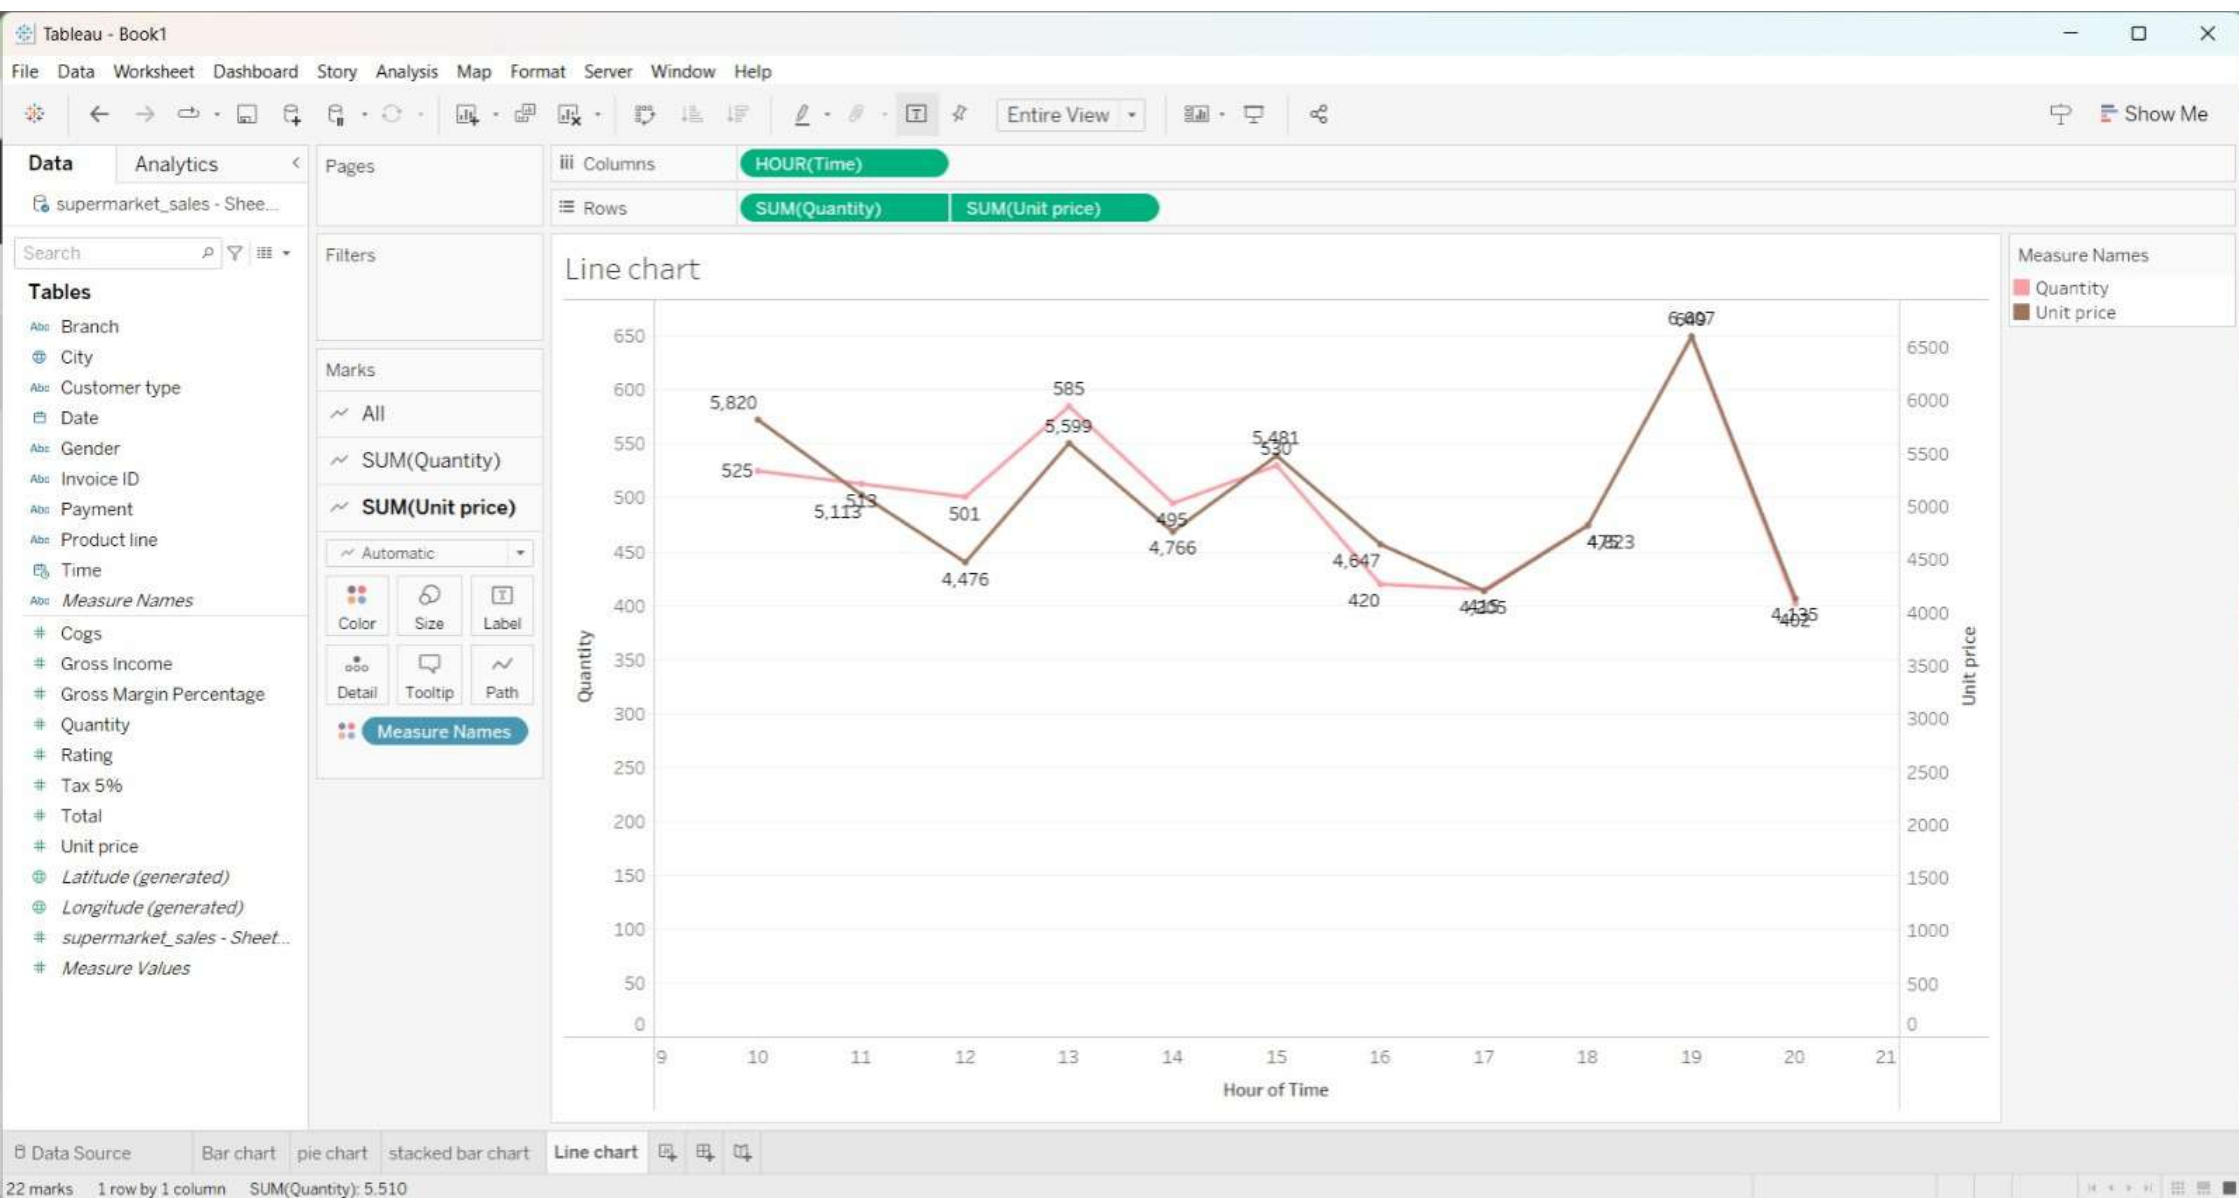 Tableau - Book1
File Data Worksheet Dashboard Story Analysis Map Format Server Window Help
Entire View
Show Me
Data Analytics
supermarket_sales - Shee...
Search
Tables
Abc Branch
City
Abc Customer type
Date
Abc Gender
Abc Invoice ID
Abc Payment
Abc Product line
Time
Abc Measure Names
# Cogs
# Gross Income
# Gross Margin Percentage
# Quantity
# Rating
# Tax 5%
# Total
# Unit price
Latitude (generated)
Longitude (generated)
# supermarket_sales - Sheet...
# Measure Values
Pages
Filters
Marks
All
SUM(Quantity)
SUM(Unit price)
Automatic
Color Size Label
Detail Tooltip Path
Measure Names
Columns HOUR(Time)
Rows SUM(Quantity) SUM(Unit price)
Line chart
650
600
550
500
450
400
350
300
250
200
150
100
50
0
Quantity
5,820
525
5,113
513
501
4,476
585
5,599
495
4,766
5,481
530
4,647
420
6500
6000
5500
5000
4500
4000
3500
3000
2500
2000
1500
1000
500
0
Unit price
9 10 11 12 13 14 15 16 17 18 19 20 21
Hour of Time
Measure Names
Quantity
Unit price
Data Source Bar chart pie chart stacked bar chart Line chart
22 marks 1 row by 1 column SUM(Quantity): 5.510